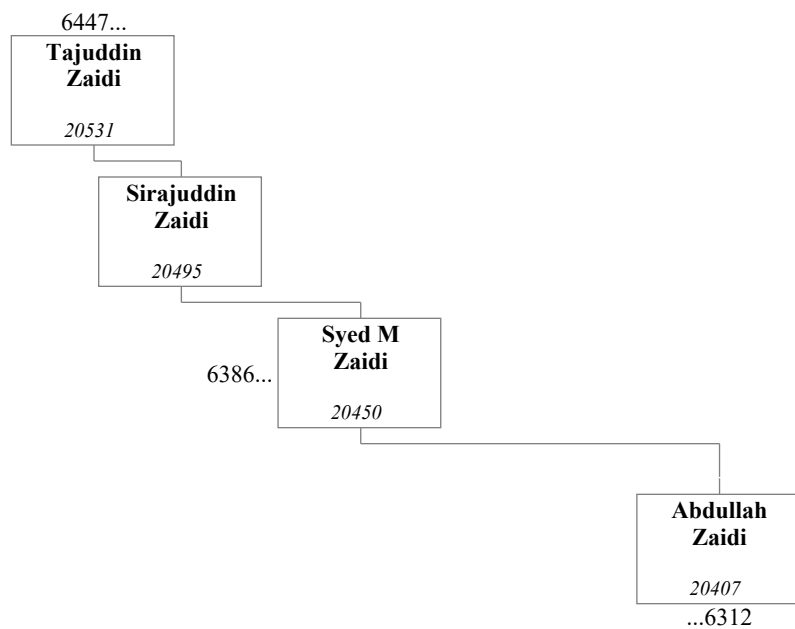 6447...
Tajuddin
Zaidi
20531
Sirajuddin
Zaidi
20495
Syed M
Zaidi
6386...
20450
Abdullah
Zaidi
20407
...6312